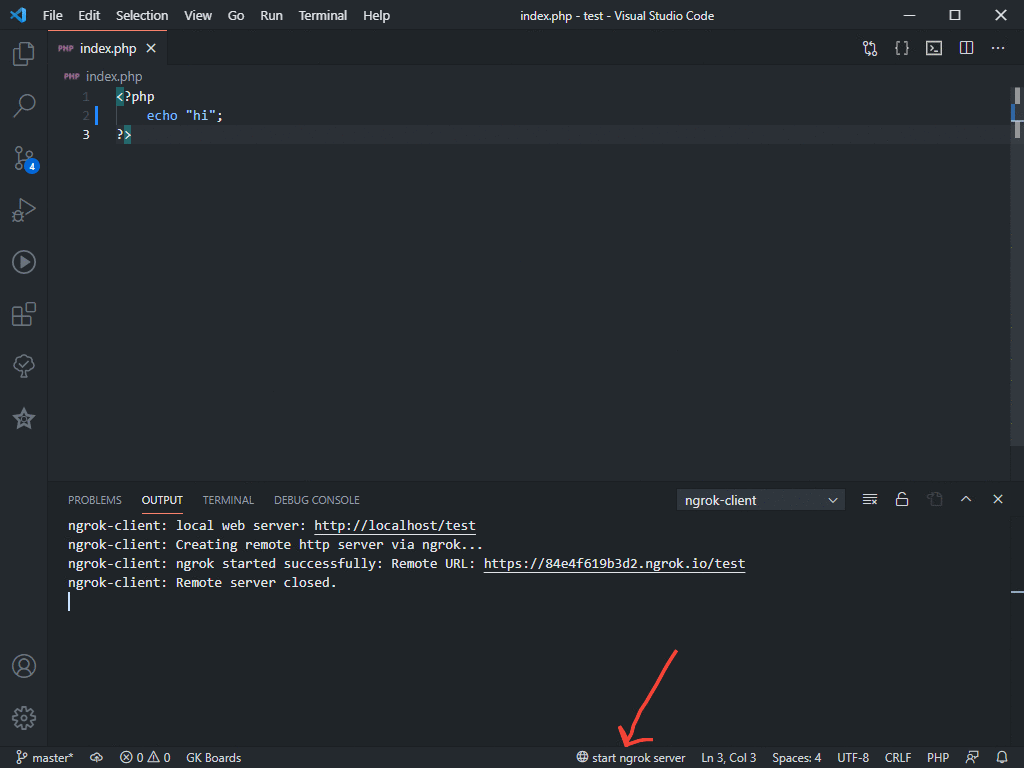 File Edit Selection View Go Run Terminal Help index.php - test - Visual Studio Code
PHP index.php
PHP index.php
1 <?php
2 echo "hi";
3 ?>
4
PROBLEMS OUTPUT TERMINAL DEBUG CONSOLE ngrok-client
ngrok-client: local web server: http://localhost/test
ngrok-client: Creating remote http server via ngrok...
ngrok-client: ngrok started successfully: Remote URL: https://84e4f619b3d2.ngrok.io/test
ngrok-client: Remote server closed.
master* 0 0 GK Boards start ngrok server Ln 3, Col 3 Spaces: 4 UTF-8 CRLF PHP